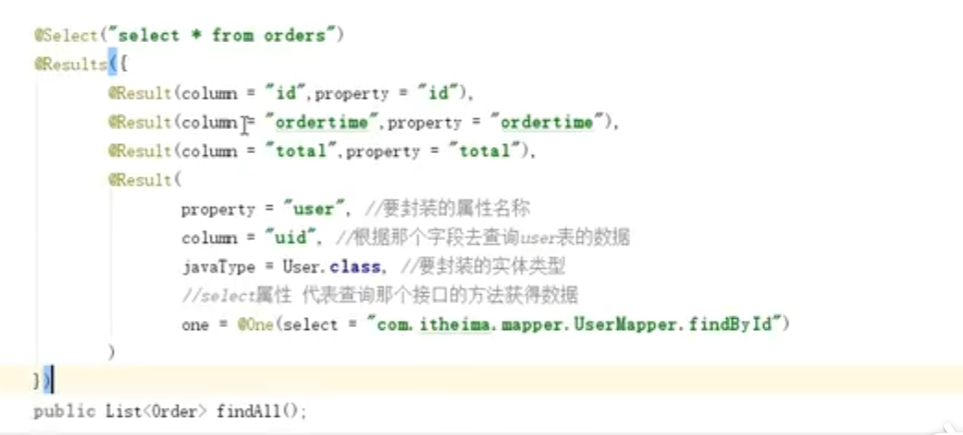 @Select("select * from orders")
@Results({
@Result(column = "id",property = "id"),
@Result(column = "ordertime",property = "ordertime"),
@Result(column = "total",property = "total"),
@Result(
property = "user", //要封装的属性名称
column = "uid", //根据那个字段去查询user表的数据
javaType = User.class, //要封装的实体类型
//select属性 代表查询那个接口的方法获得数据
one = @One(select = "com.itheima.mapper.UserMapper.findById")
)
})
public List<Order> findAll();